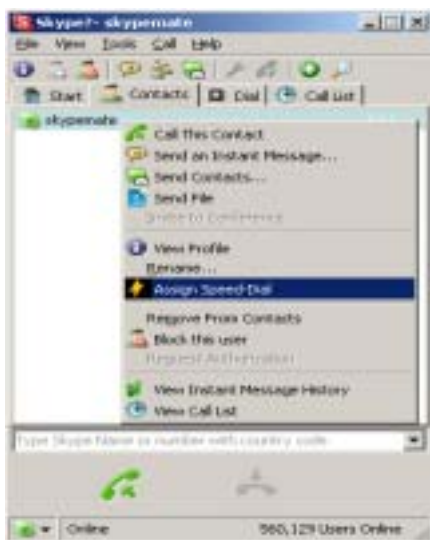 Skype?- skypemate
File View Tools Call Help
Start Contacts Dial Call List
skypemate
Call This Contact
Send an Instant Message...
Send Contacts...
Send File
Invite to Conference
View Profile
Rename...
Assign Speed-Dial
Remove From Contacts
Block this user
Request Authorization
View Instant Message History
View Call List
Type Skype Name or number with country code
Online 560,129 Users Online